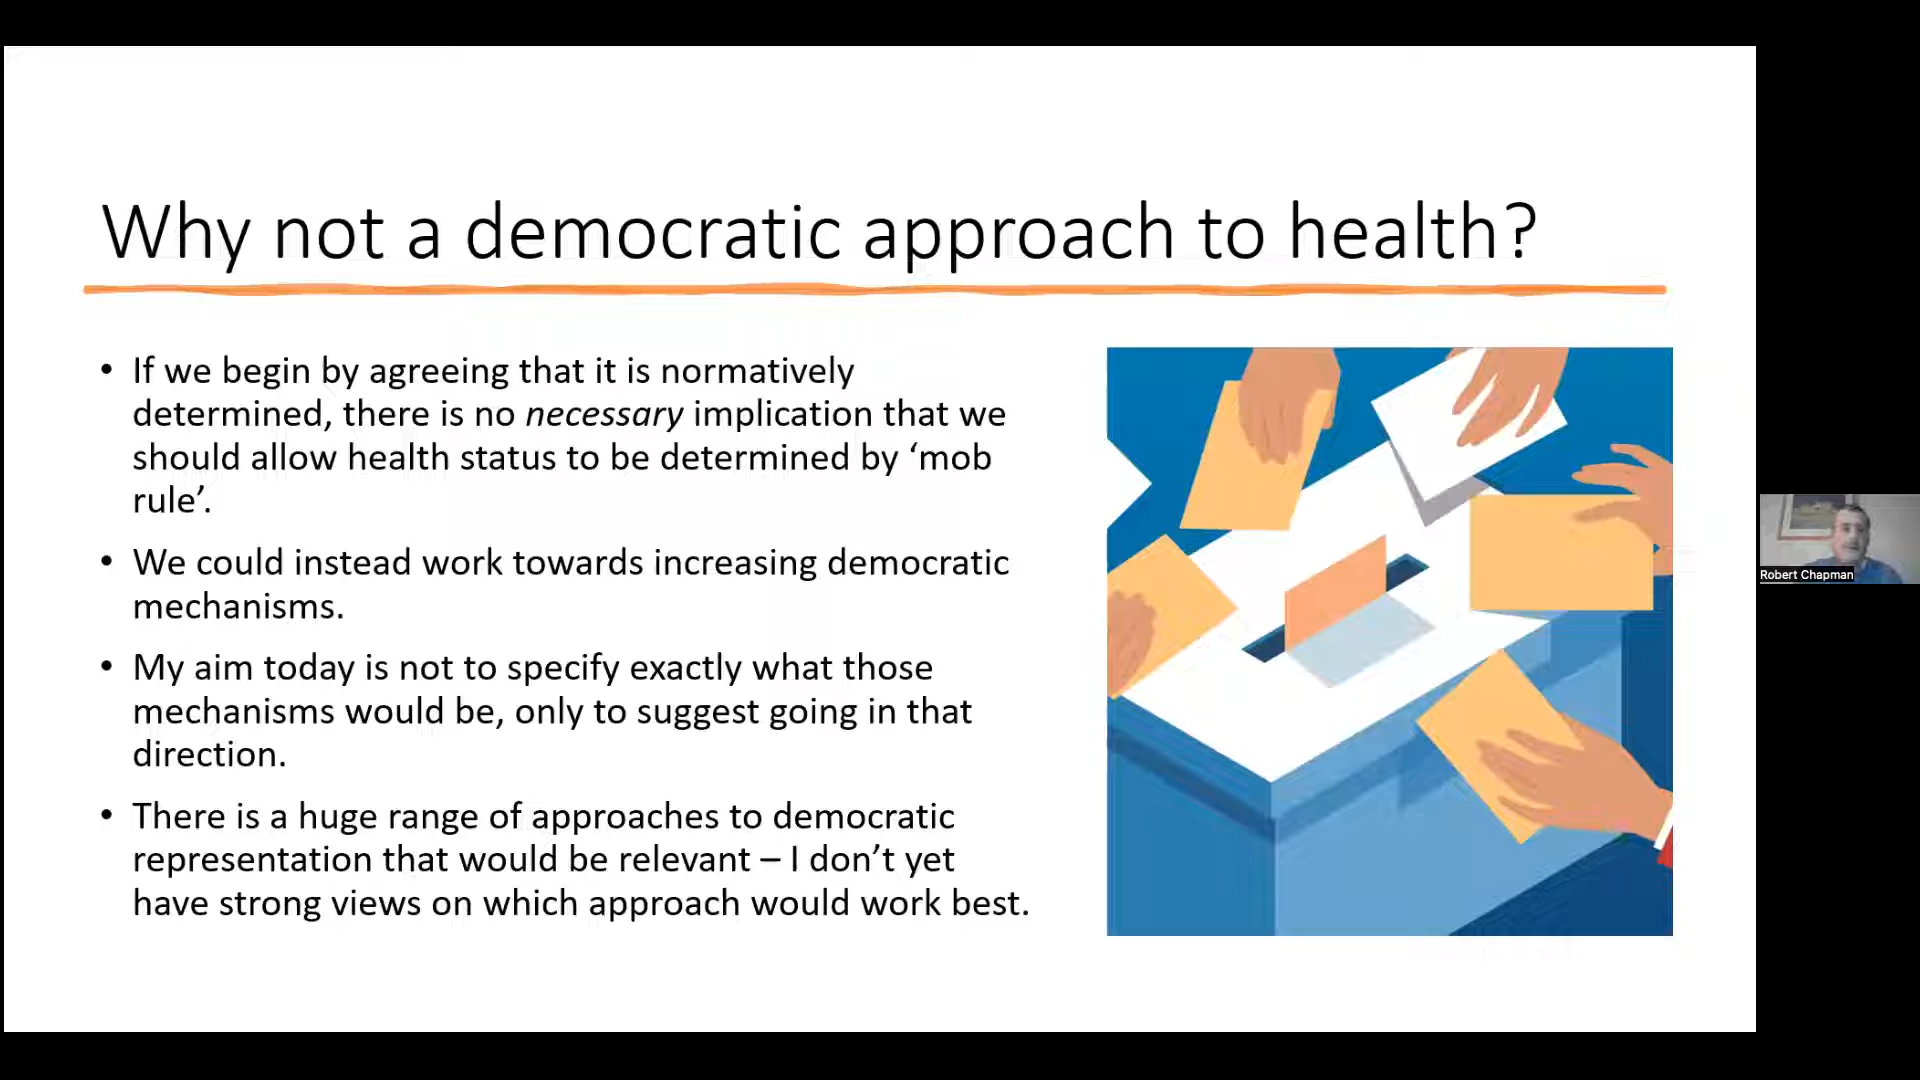 Why not a democratic approach to health?
• If we begin by agreeing that it is normatively
determined, there is no necessary implication that we
should allow health status to be determined by ‘mob
rule’.
• We could instead work towards increasing democratic
mechanisms.
• My aim today is not to specify exactly what those
mechanisms would be, only to suggest going in that
direction.
• There is a huge range of approaches to democratic
representation that would be relevant – I don’t yet
have strong views on which approach would work best.
Robert Chapman